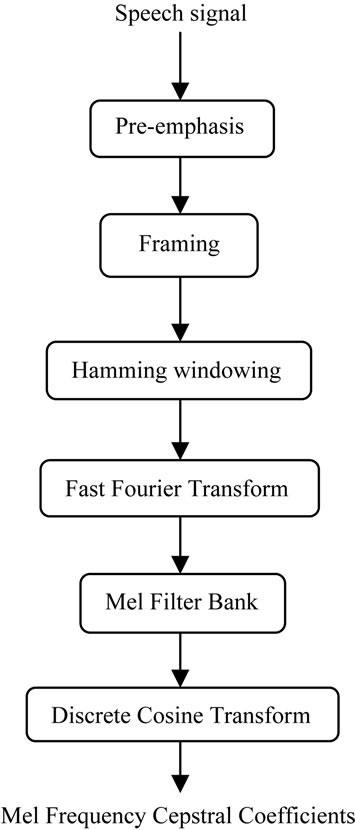 Speech signal
Pre-emphasis
Framing
Hamming windowing
Fast Fourier Transform
Mel Filter Bank
Discrete Cosine Transform
Mel Frequency Cepstral Coefficients